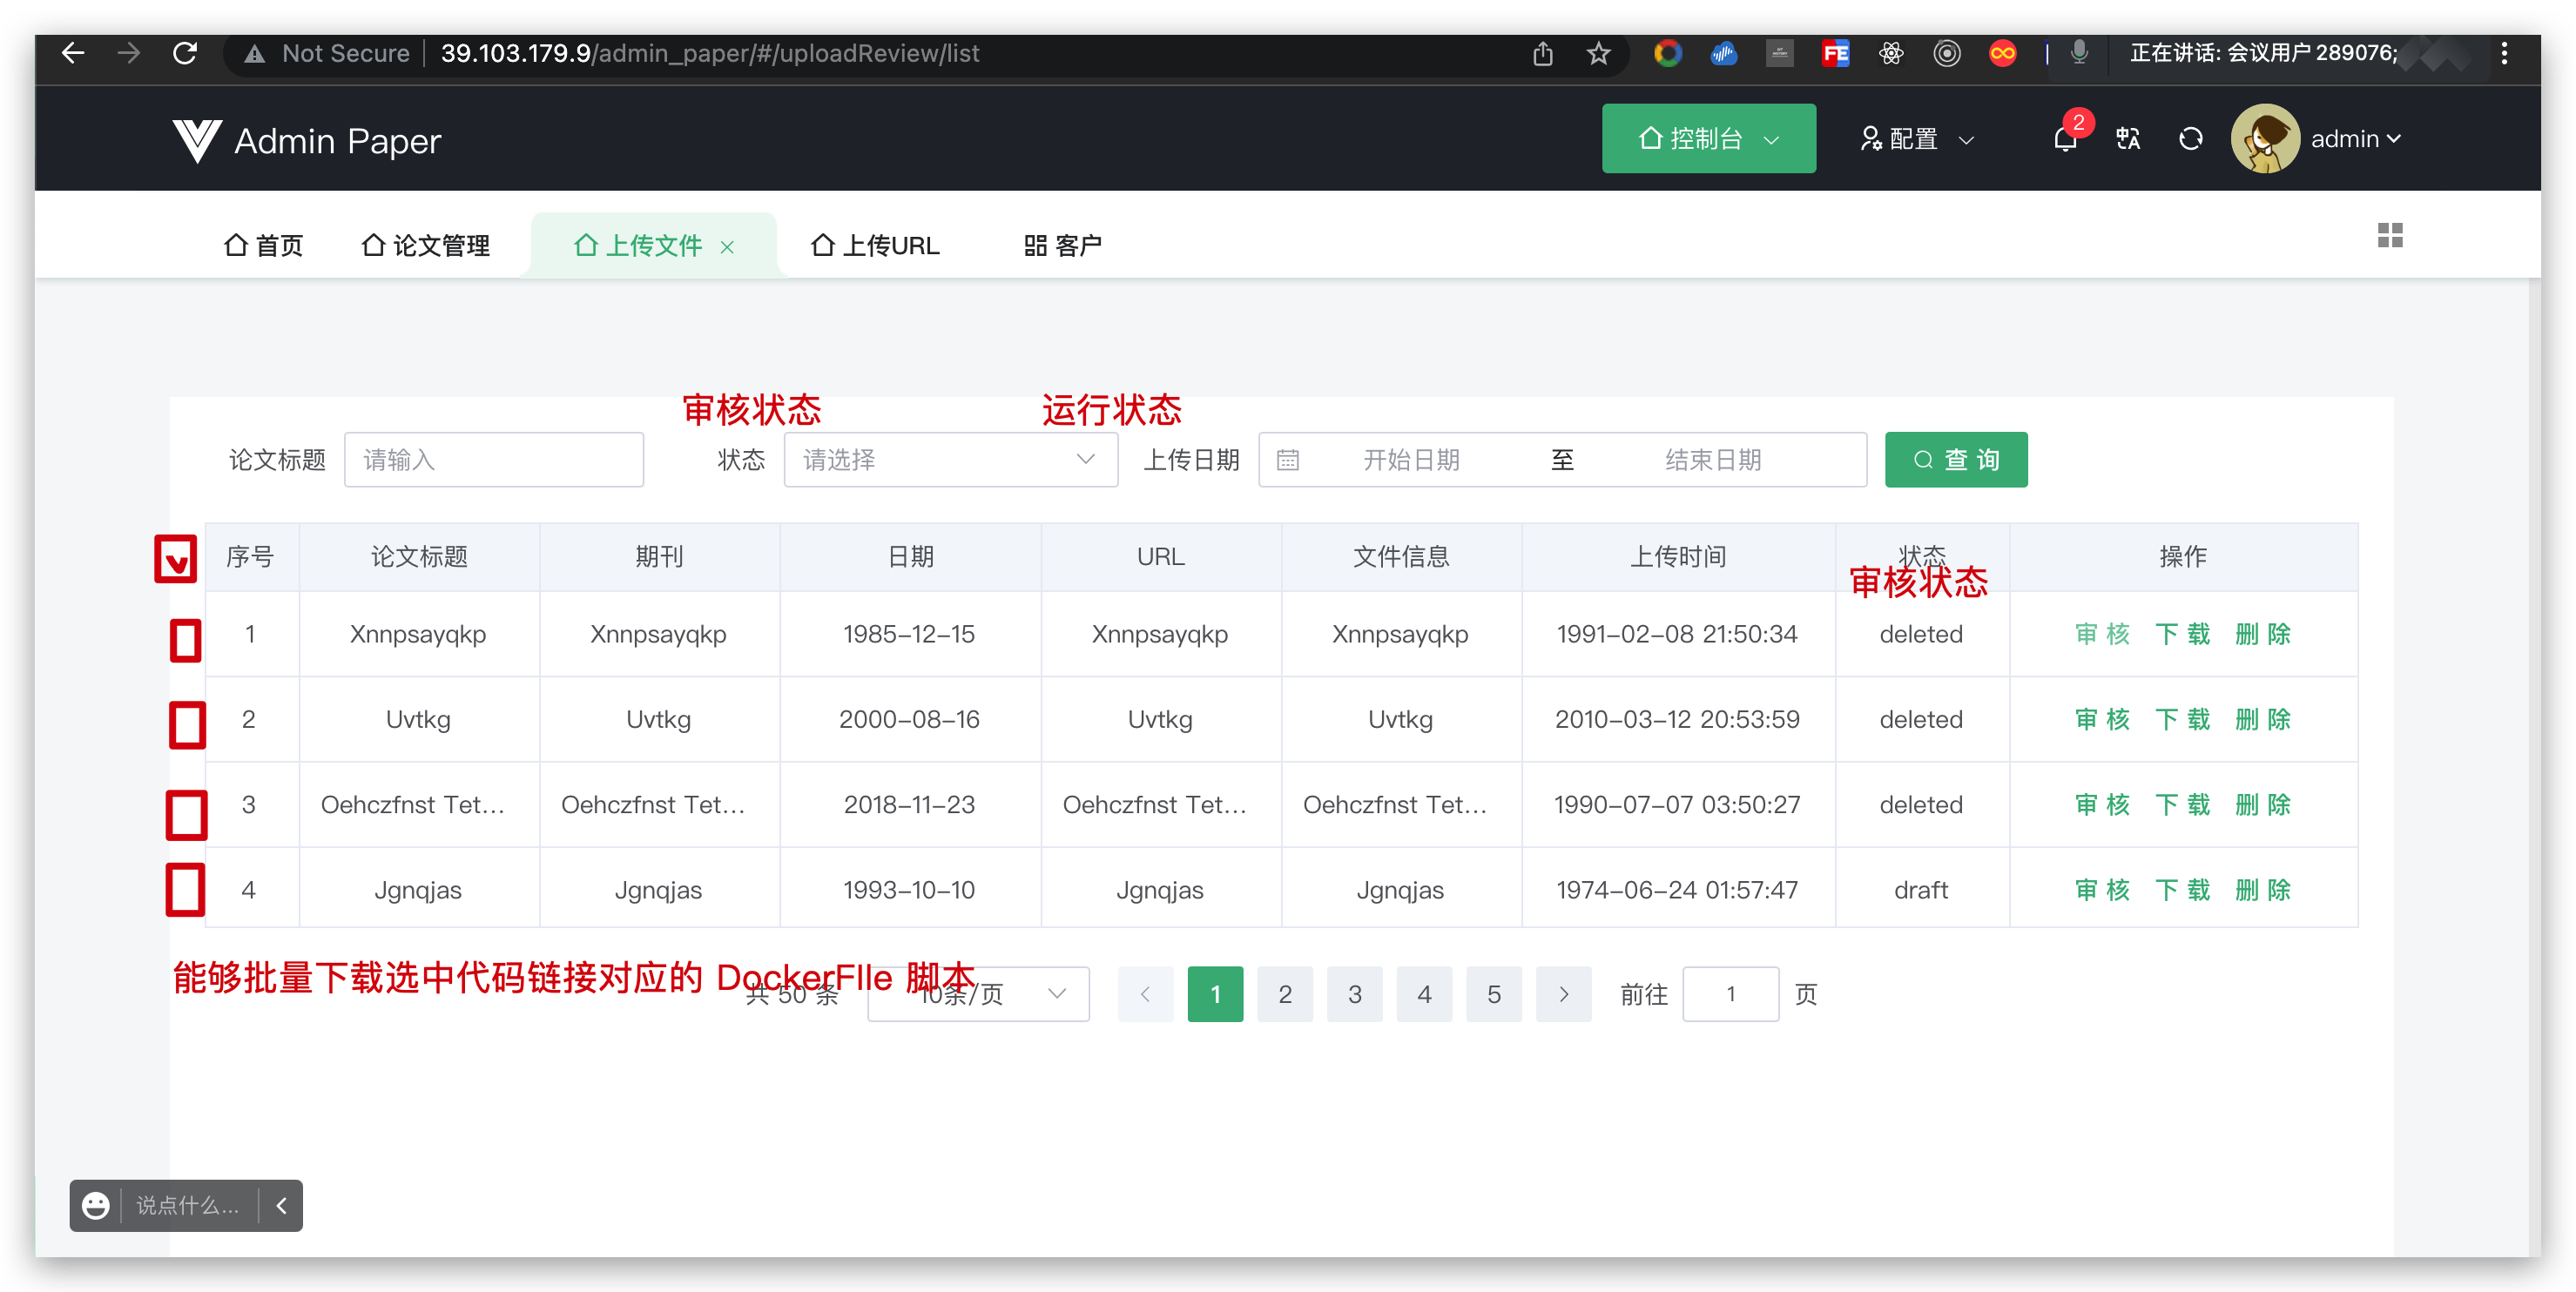 Not Secure 39.103.179.9/admin_paper/#/uploadReview/list 正在讲话: 会议用户289076;
Admin Paper 控制台 配置 2 admin
首页 论文管理 上传文件 上传URL 客户
审核状态 运行状态
论文标题 请输入 状态 请选择 上传日期 开始日期 至 结束日期 查 询
序号 论文标题 期刊 日期 URL 文件信息 上传时间 状态 操作
审核状态
1 Xnnpsayqkp Xnnpsayqkp 1985-12-15 Xnnpsayqkp Xnnpsayqkp 1991-02-08 21:50:34 deleted 审 核 下 载 删 除
2 Uvtkg Uvtkg 2000-08-16 Uvtkg Uvtkg 2010-03-12 20:53:59 deleted 审 核 下 载 删 除
3 Oehczfnst Tet... Oehczfnst Tet... 2018-11-23 Oehczfnst Tet... Oehczfnst Tet... 1990-07-07 03:50:27 deleted 审 核 下 载 删 除
4 Jgnqjas Jgnqjas 1993-10-10 Jgnqjas Jgnqjas 1974-06-24 01:57:47 draft 审 核 下 载 删 除
能够批量下载选中代码链接对应的 DockerFIle 脚本
共 50 条 10条/页 1 2 3 4 5 前往 1 页
说点什么...